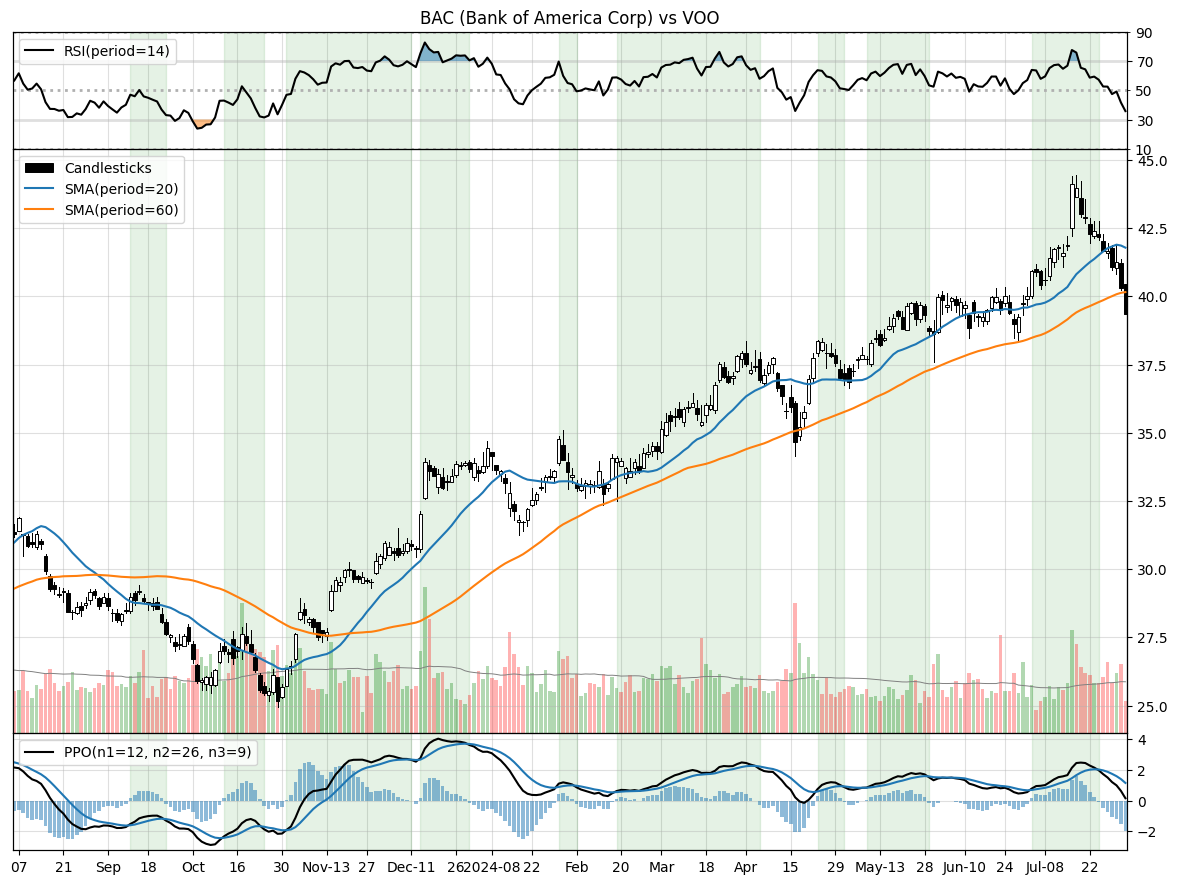 BAC (Bank of America Corp) vs VOO
RSI(period=14)
90
70
50
30
10
Candlesticks
SMA(period=20)
SMA(period=60)
45.0
42.5
40.0
37.5
35.0
32.5
30.0
27.5
25.0
PPO(n1=12, n2=26, n3=9)
4
2
0
−2
07 21 Sep 18 Oct 16 30 Nov-13 27 Dec-11 26 2024-08 22 Feb 20 Mar 18 Apr 15 29 May-13 28 Jun-10 24 Jul-08 22